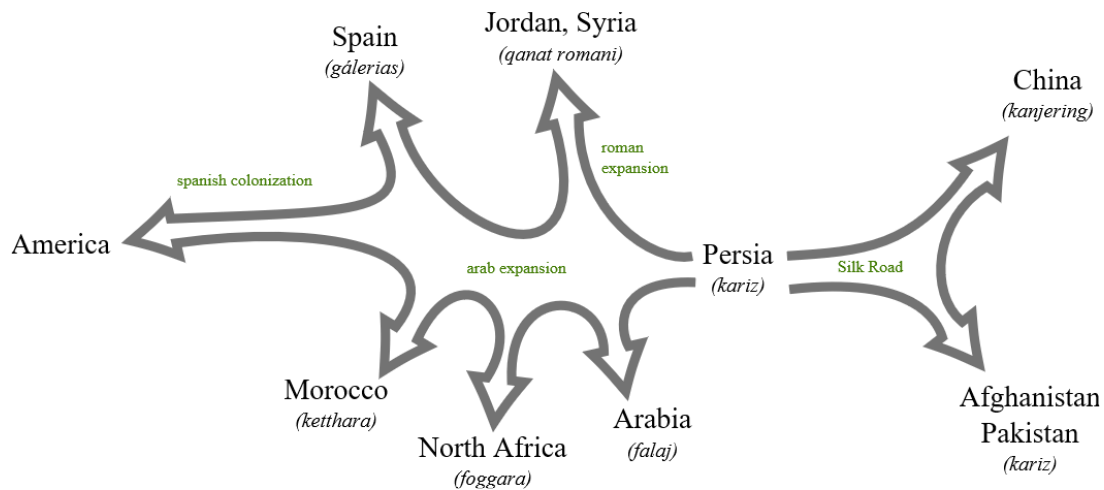 Jordan, Syria
(qanat romani)
Spain
(gálerias)
China
(kanjering)
roman
expansion
spanish colonization
America
Persia
(kariz)
arab expansion
Silk Road
Morocco
(ketthara)
Arabia
(falaj)
North Africa
(foggara)
Afghanistan
Pakistan
(kariz)